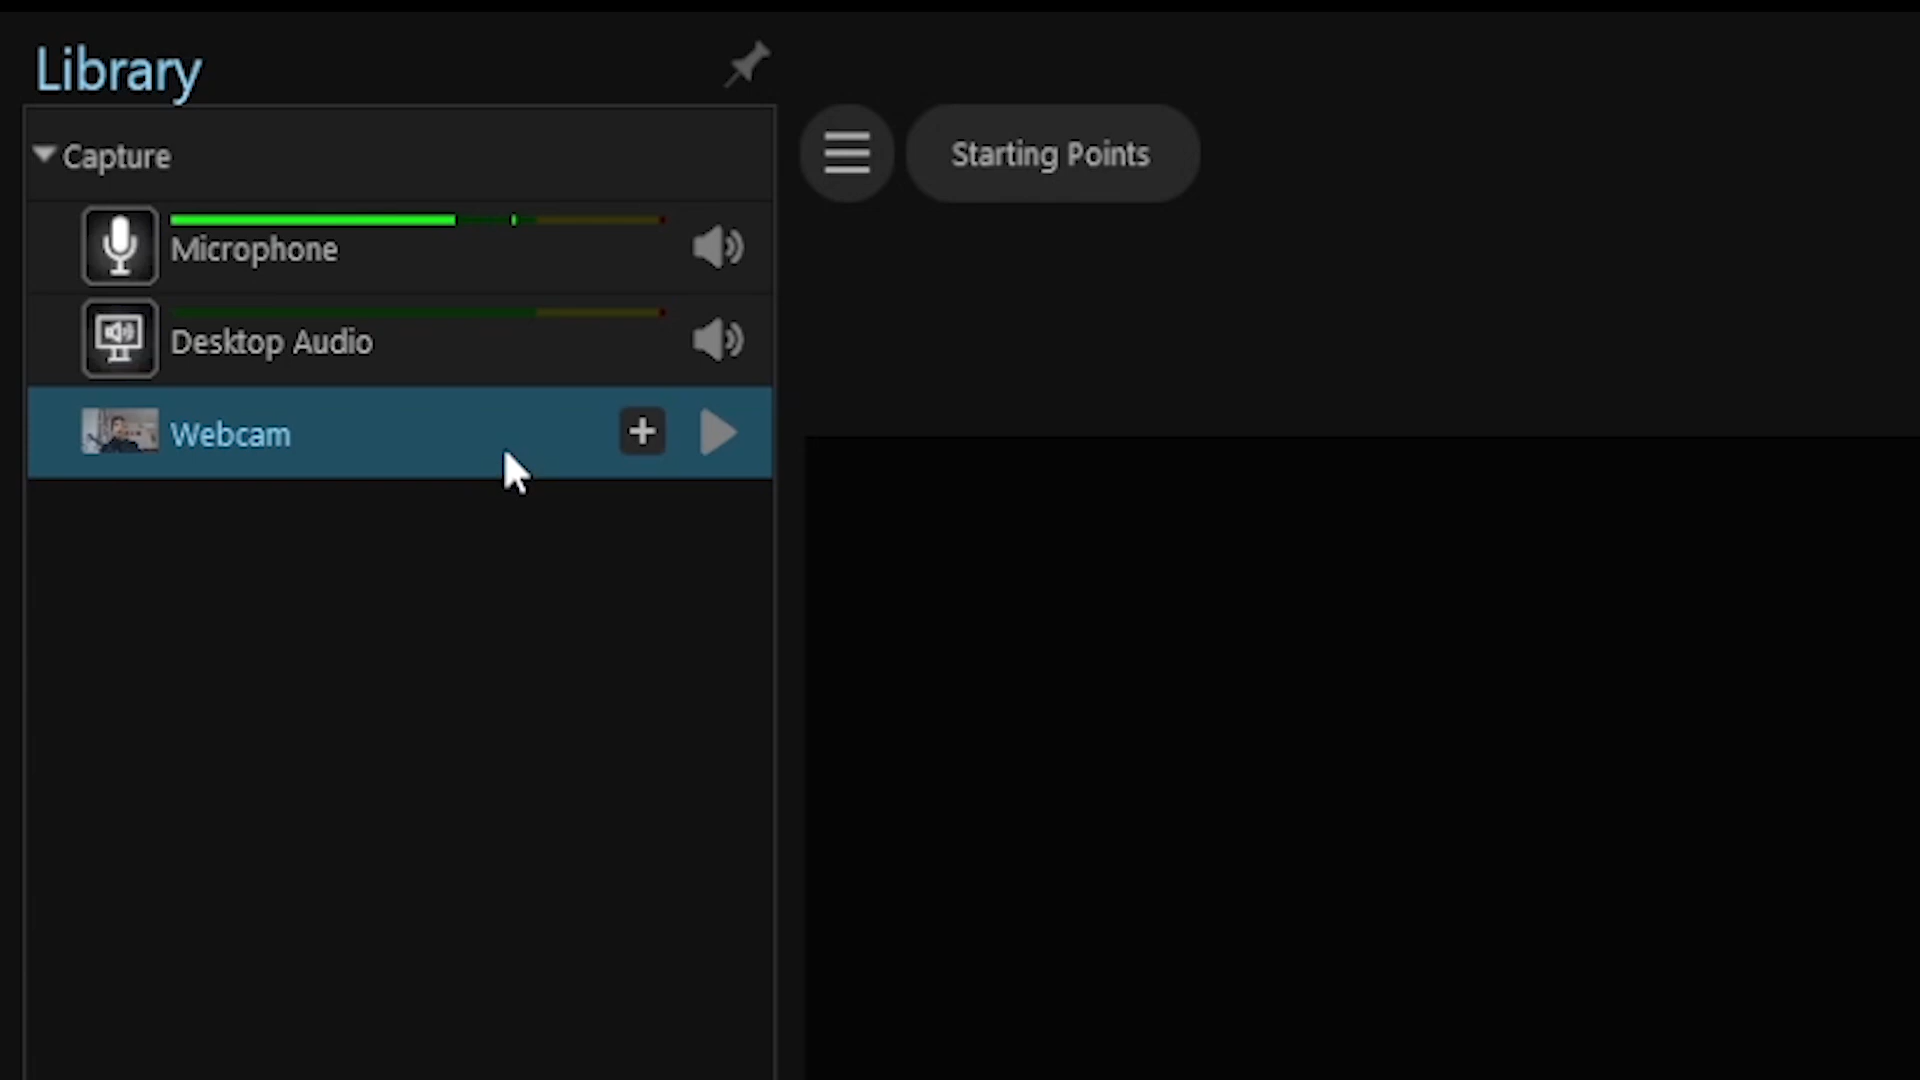 Library
Capture
Starting Points
Microphone
Desktop Audio
Webcam